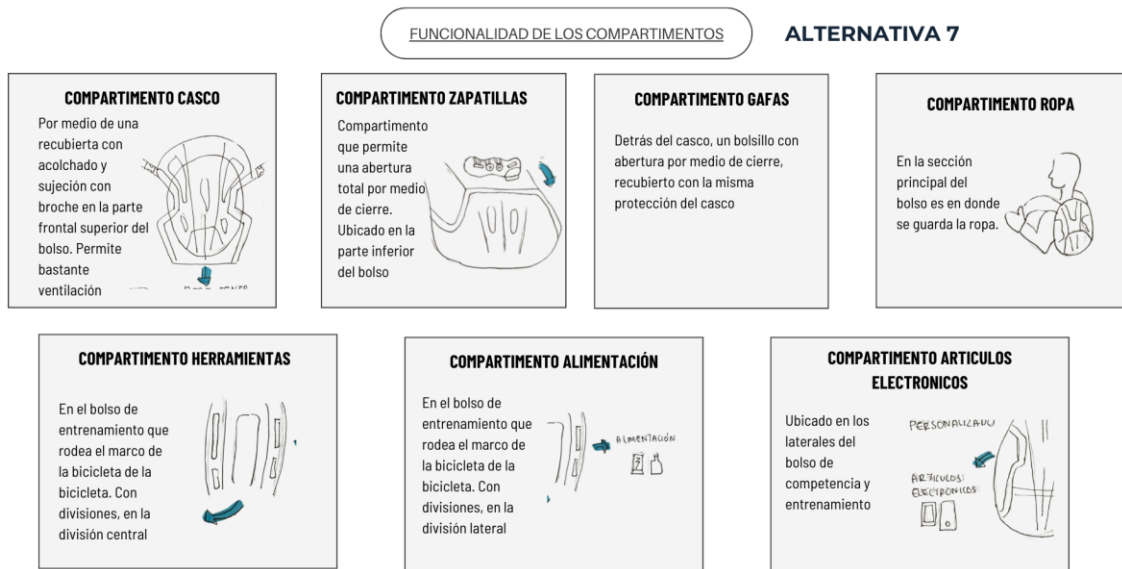 FUNCIONALIDAD DE LOS COMPARTIMENTOS
ALTERNATIVA 7
COMPARTIMENTO CASCO
Por medio de una
recubierta con
acolchado y
sujeción con
broche en la parte
frontal superior del
bolso. Permite
bastante
ventilación
COMPARTIMENTO ZAPATILLAS
Compartimento
que permite
una abertura
total por medio
de cierre.
Ubicado en la
parte inferior
del bolso
COMPARTIMENTO GAFAS
Detrás del casco, un bolsillo con
abertura por medio de cierre,
recubierto con la misma
protección del casco
COMPARTIMENTO ROPA
En la sección
principal del
bolso es en donde
se guarda la ropa.
COMPARTIMENTO HERRAMIENTAS
En el bolso de
entrenamiento que
rodea el marco de
la bicicleta de la
bicicleta. Con
divisiones, en la
división central
COMPARTIMENTO ALIMENTACIÓN
En el bolso de
entrenamiento que
rodea el marco de
la bicicleta de la
bicicleta. Con
divisiones, en la
división lateral
ALIMENTACIÓN
COMPARTIMENTO ARTICULOS
ELECTRONICOS
Ubicado en los
laterales del
bolso de
competencia y
entrenamiento
PERSONALIZADO
ARTICULOS
ELECTRONICOS